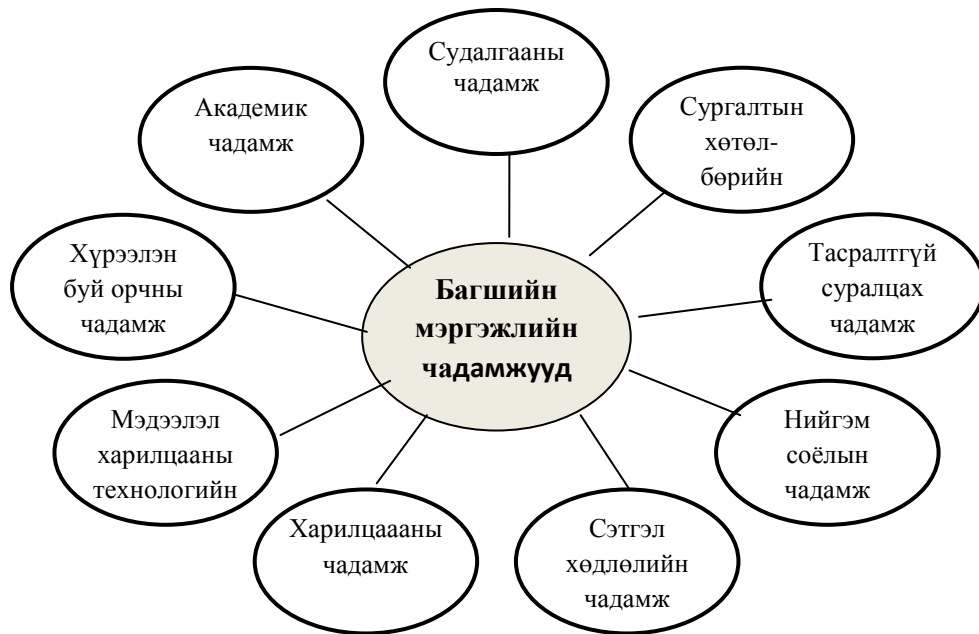 Судалгааны
чадамж
Академик
чадамж
Сургалтын
хөтөл-
бөрийн
Хүрээлэн
буй орчны
чадамж
Багшийн
мэргэжлийн
чадамжууд
Тасралтгүй
суралцах
чадамж
Мэдээлэл
харилцааны
технологийн
Нийгэм
соёлын
чадамж
Харилцаааны
чадамж
Сэтгэл
хөдлөлийн
чадамж